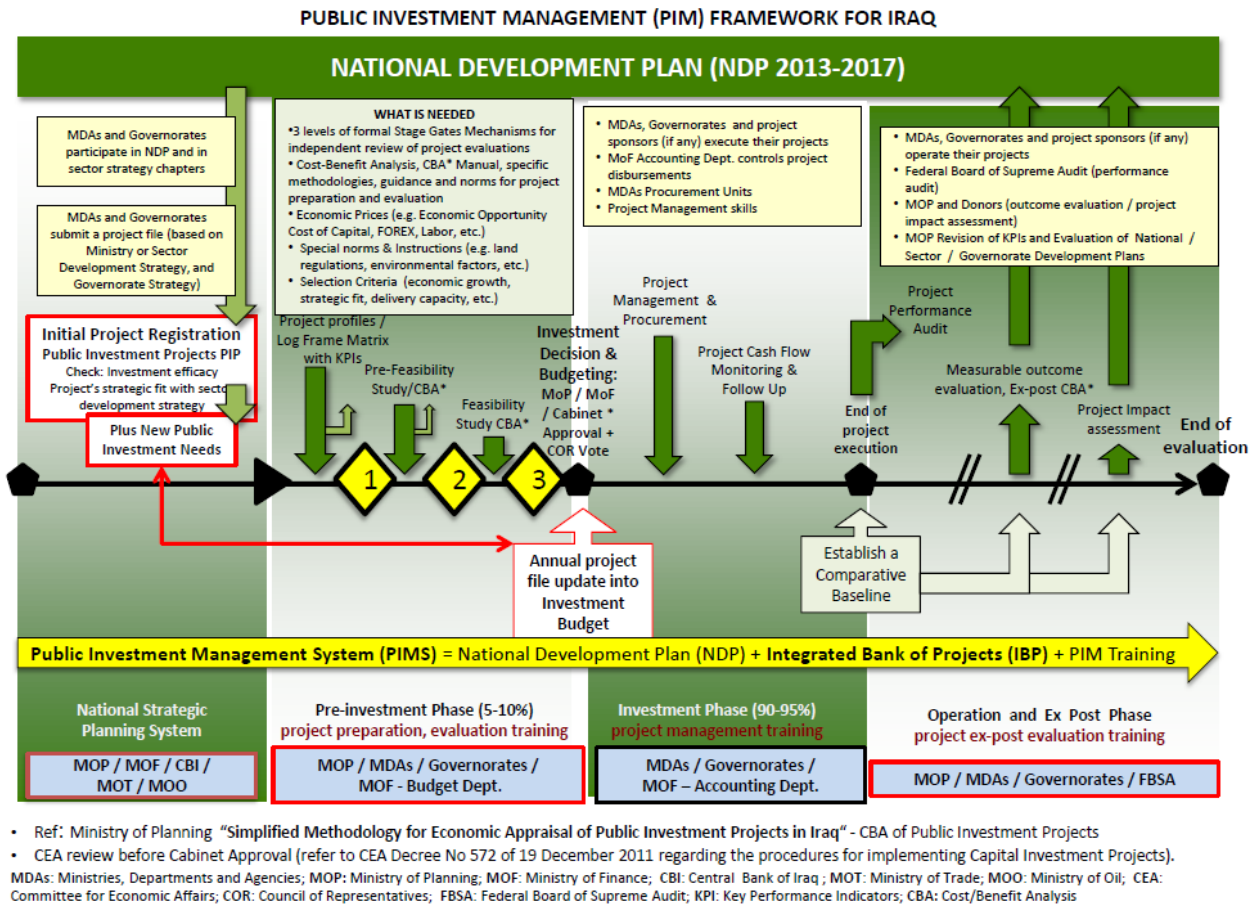 PUBLIC INVESTMENT MANAGEMENT (PIM) FRAMEWORK FOR IRAQ
NATIONAL DEVELOPMENT PLAN (NDP 2013-2017)
MDAs and Governorates
participate in NDP and in
sector strategy chapters
MDAs and Governorates
submit a project file (based on
Ministry or Sector
Development Strategy, and
Governorate Strategy)
Initial Project Registration
Public Investment Projects PIP
Check: Investment efficacy
Project's strategic fit with sector
development strategy
Plus New Public
Investment Needs
WHAT IS NEEDED
•3 levels of formal Stage Gates Mechanisms for
independent review of project evaluations
• Cost-Benefit Analysis, CBA* Manual, specific
methodologies, guidance and norms for project
preparation and evaluation
•Economic Prices (e.g. Economic Opportunity
Cost of Capital, FOREX, Labor, etc.)
• Special norms & Instructions (e.g. land
regulations, environmental factors, etc.)
• Selection Criteria (economic growth,
strategic fit, delivery capacity, etc.)
Project profiles /
Log Frame Matrix
with KPIs
Pre-Feasibility
Study/CBA*
Feasibility
Study CBA*
Investment
Decision &
Budgeting:
MoP / MoF
/ Cabinet *
Approval +
COR Vote
1
2
3
Annual project
file update into
Investment
Budget
• MDAs, Governorates and project
sponsors (if any) execute their projects
• MoF Accounting Dept. controls project
disbursements
• MDAs Procurement Units
• Project Management skills
Project
Management &
Procurement
Project Cash Flow
Monitoring &
Follow Up
End of
project
execution
• MDAs, Governorates and project sponsors (if any)
operate their projects
• Federal Board of Supreme Audit (performance
audit)
• MOP and Donors (outcome evaluation / project
impact assessment)
• MOP Revision of KPIs and Evaluation of National /
Sector / Governorate Development Plans
Project
Performance
Audit
Measurable outcome
evaluation, Ex-post CBA*
Project Impact
assessment
End of
evaluation
Establish a
Comparative
Baseline
Public Investment Management System (PIMS) = National Development Plan (NDP) + Integrated Bank of Projects (IBP) + PIM Training
National Strategic
Planning System
MOP / MOF / CBI /
MOT / MOO
Pre-investment Phase (5-10%)
project preparation, evaluation training
MOP / MDAs / Governorates /
MOF - Budget Dept.
Investment Phase (90-95%)
project management training
MDAs / Governorates /
MOF – Accounting Dept.
Operation and Ex Post Phase
project ex-post evaluation training
MOP / MDAs / Governorates / FBSA
• Ref: Ministry of Planning "Simplified Methodology for Economic Appraisal of Public Investment Projects in Iraq" - CBA of Public Investment Projects
• CEA review before Cabinet Approval (refer to CEA Decree No 572 of 19 December 2011 regarding the procedures for implementing Capital Investment Projects).
MDAs: Ministries, Departments and Agencies; MOP: Ministry of Planning; MOF: Ministry of Finance; CBI: Central Bank of Iraq ; MOT: Ministry of Trade; MOO: Ministry of Oil; CEA:
Committee for Economic Affairs; COR: Council of Representatives; FBSA: Federal Board of Supreme Audit; KPI: Key Performance Indicators; CBA: Cost/Benefit Analysis